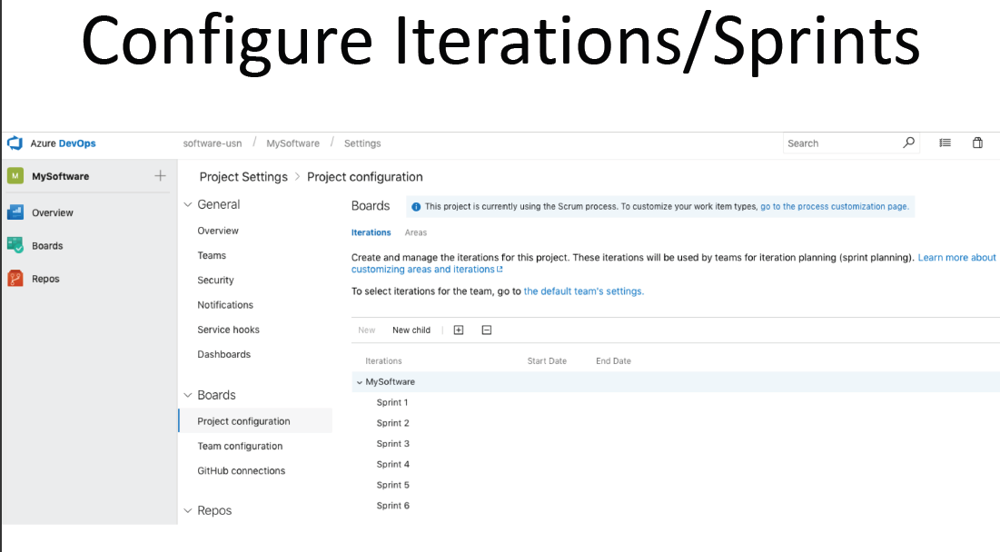 Configure Iterations/Sprints
Azure DevOps
software-usn / MySoftware / Settings
Search
M MySoftware
Overview
Boards
Repos
Project Settings > Project configuration
General
Overview
Teams
Security
Notifications
Service hooks
Dashboards
Boards
Project configuration
Team configuration
GitHub connections
Repos
Boards
This project is currently using the Scrum process. To customize your work item types, go to the process customization page.
Iterations Areas
Create and manage the iterations for this project. These iterations will be used by teams for iteration planning (sprint planning). Learn more about
customizing areas and iterations
To select iterations for the team, go to the default team's settings.
New New child
Iterations Start Date End Date
MySoftware
Sprint 1
Sprint 2
Sprint 3
Sprint 4
Sprint 5
Sprint 6